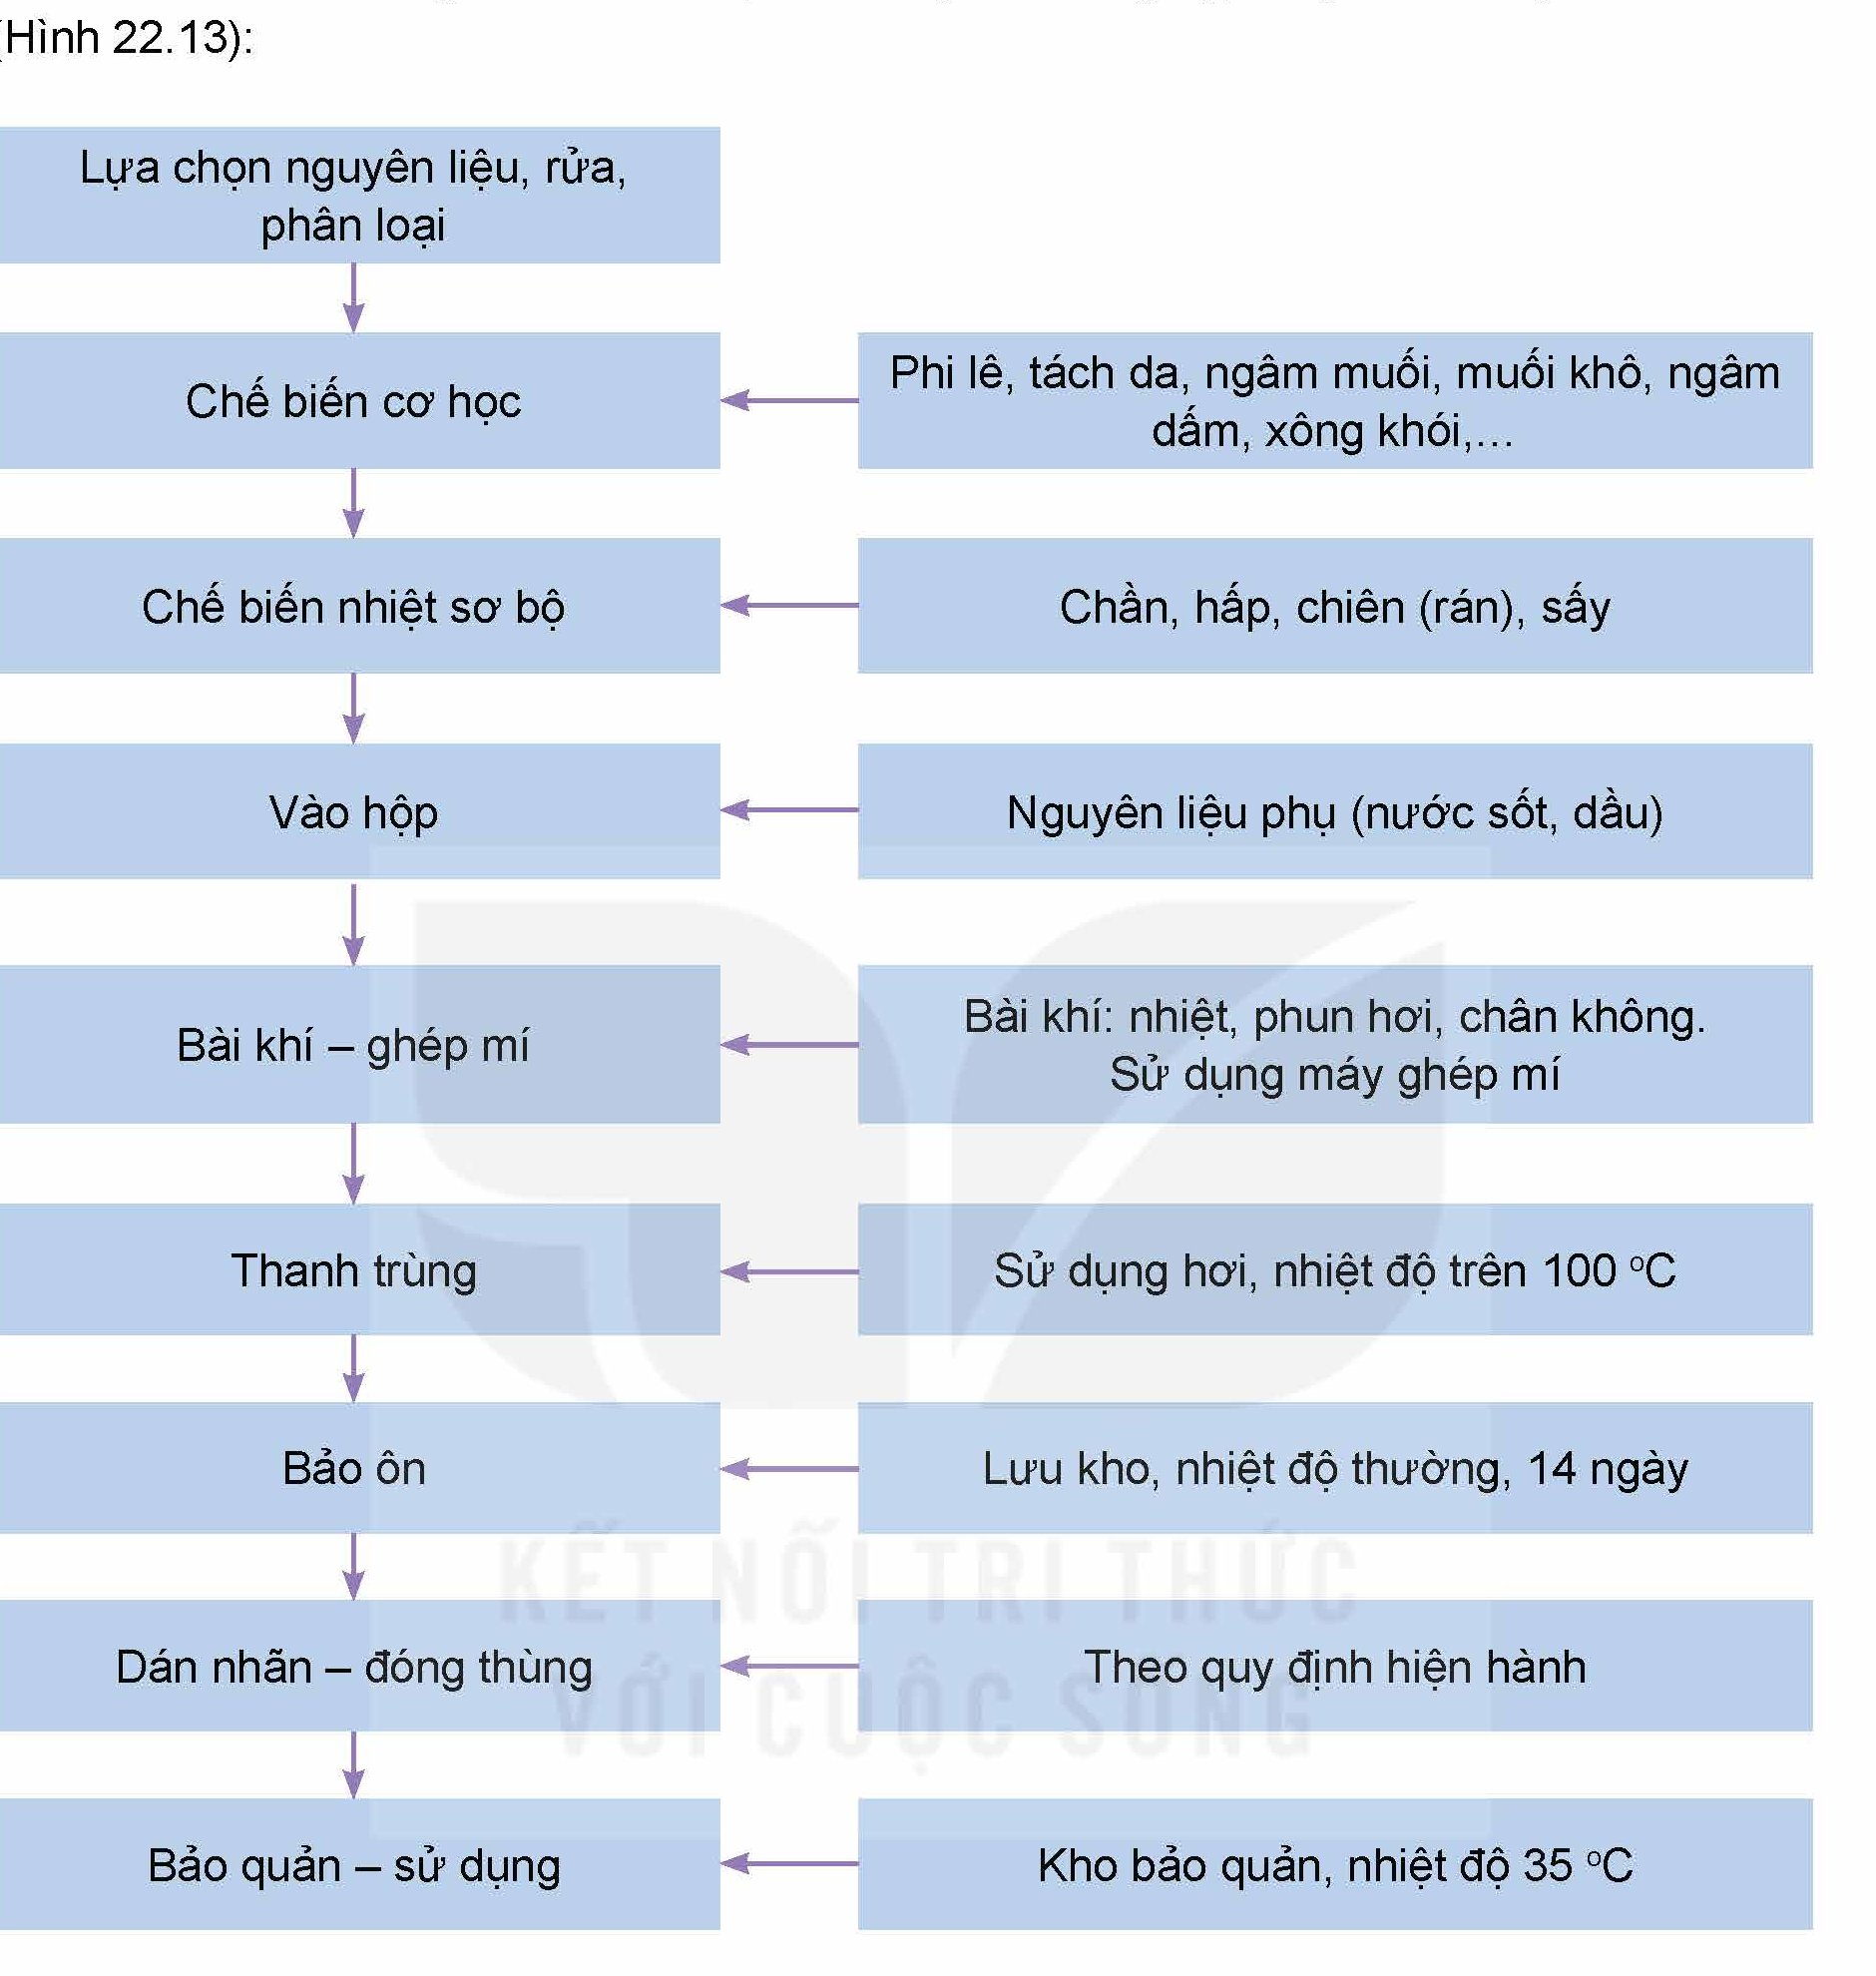 (Hình 22.13):
Lựa chọn nguyên liệu, rửa,
phân loại
Chế biến cơ học
Phi lê, tách da, ngâm muối, muối khô, ngâm
dấm, xông khói,...
Chế biến nhiệt sơ bộ
Chần, hấp, chiên (rán), sấy
Vào hộp
Nguyên liệu phụ (nước sốt, dầu)
Bài khí – ghép mí
Bài khí: nhiệt, phun hơi, chân không.
Sử dụng máy ghép mí
Thanh trùng
Sử dụng hơi, nhiệt độ trên 100 ºC
Bảo ôn
Lưu kho, nhiệt độ thường, 14 ngày
KẾT NỐI TRI THỨC
Dán nhãn – đóng thùng
Theo quy định hiện hành
VỚI CUỘC SỐNG
Bảo quản – sử dụng
Kho bảo quản, nhiệt độ 35 ºC